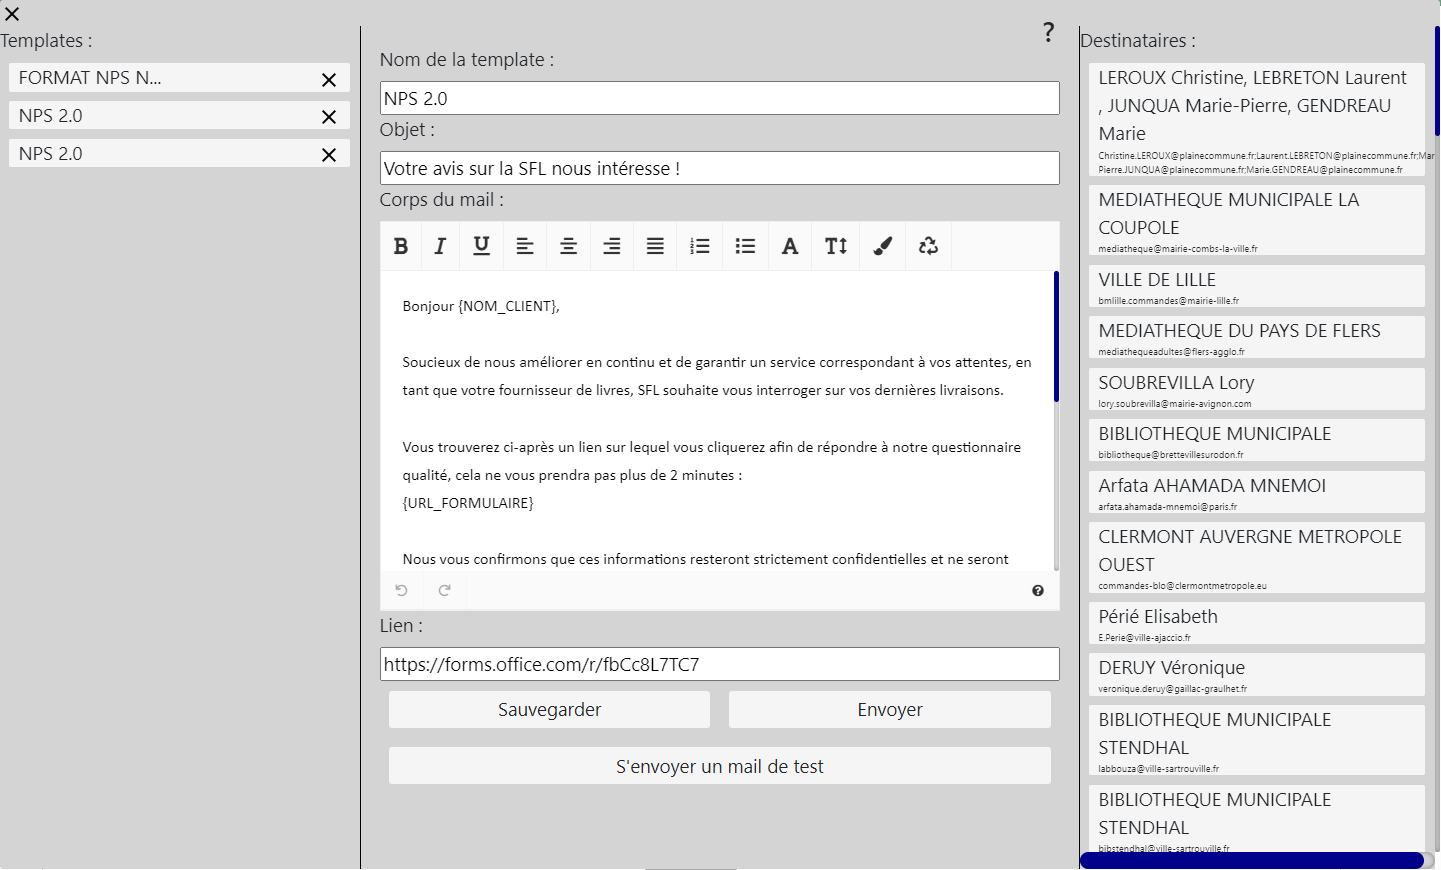 Templates :
FORMAT NPS N...
NPS 2.0
NPS 2.0
?
Nom de la template :
NPS 2.0
Objet :
Votre avis sur la SFL nous intéresse !
Corps du mail :
Bonjour {NOM_CLIENT},
Soucieux de nous améliorer en continu et de garantir un service correspondant à vos attentes, en
tant que votre fournisseur de livres, SFL souhaite vous interroger sur vos dernières livraisons.
Vous trouverez ci-après un lien sur lequel vous cliquerez afin de répondre à notre questionnaire
qualité, cela ne vous prendra pas plus de 2 minutes :
{URL_FORMULAIRE}
Nous vous confirmons que ces informations resteront strictement confidentielles et ne seront
Lien :
https://forms.office.com/r/fbCc8L7TC7
Sauvegarder
Envoyer
S'envoyer un mail de test
Destinataires :
LEROUX Christine, LEBRETON Laurent
, JUNQUA Marie-Pierre, GENDREAU
Marie
Christine.LEROUX@plainecommune.fr;Laurent.LEBRETON@plainecommune.fr;Mar
Pierre.JUNQUA@plainecommune.fr;Marie.GENDREAU@plainecommune.fr
MEDIATHEQUE MUNICIPALE LA
COUPOLE
mediatheque@mairie-combs-la-ville.fr
VILLE DE LILLE
bmlille.commandes@mairie-lille.fr
MEDIATHEQUE DU PAYS DE FLERS
mediathequeadultes@flers-agglo.fr
SOUBREVILLA Lory
lory.soubrevilla@mairie-avignon.com
BIBLIOTHEQUE MUNICIPALE
bibliotheque@brettevillesurodon.fr
Arfata AHAMADA MNEMOI
arfata.ahamada-mnemoi@paris.fr
CLERMONT AUVERGNE METROPOLE
OUEST
commandes-blo@clermontmetropole.eu
Périé Elisabeth
E.Perie@ville-ajaccio.fr
DERUY Véronique
veronique.deruy@gaillac-graulhet.fr
BIBLIOTHEQUE MUNICIPALE
STENDHAL
labbouza@ville-sartrouville.fr
BIBLIOTHEQUE MUNICIPALE
STENDHAL
bibstendhal@ville-sartrouville.fr